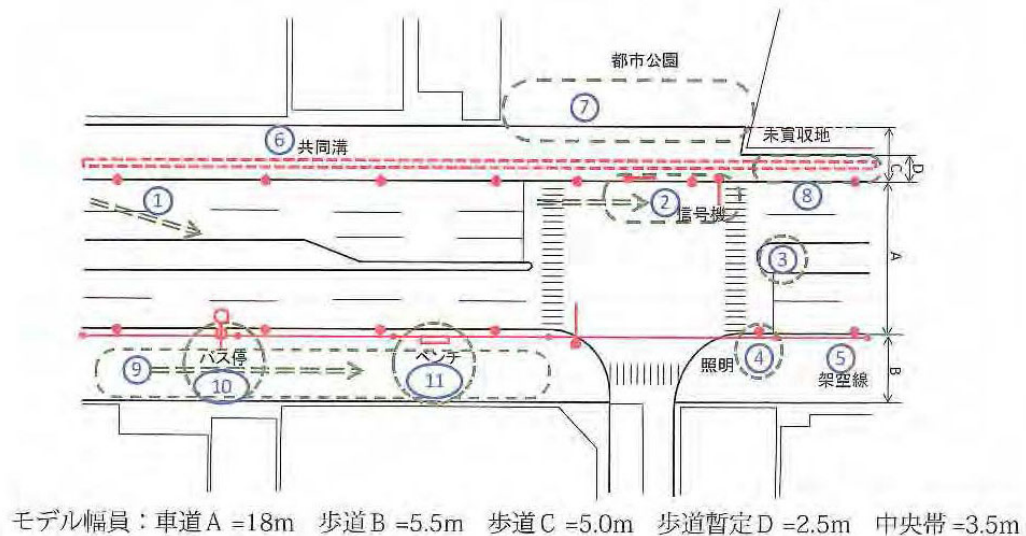 都市公園
⑦
⑥ 共同溝
未買収地
C
D
①
② 信号機
⑧
③
A
⑨
バス停
⑩
ベンチ
⑪
照明
④
⑤
架空線
B
モデル幅員：車道A =18m 歩道B =5.5m 歩道C =5.0m 歩道暫定D =2.5m 中央帯 =3.5m